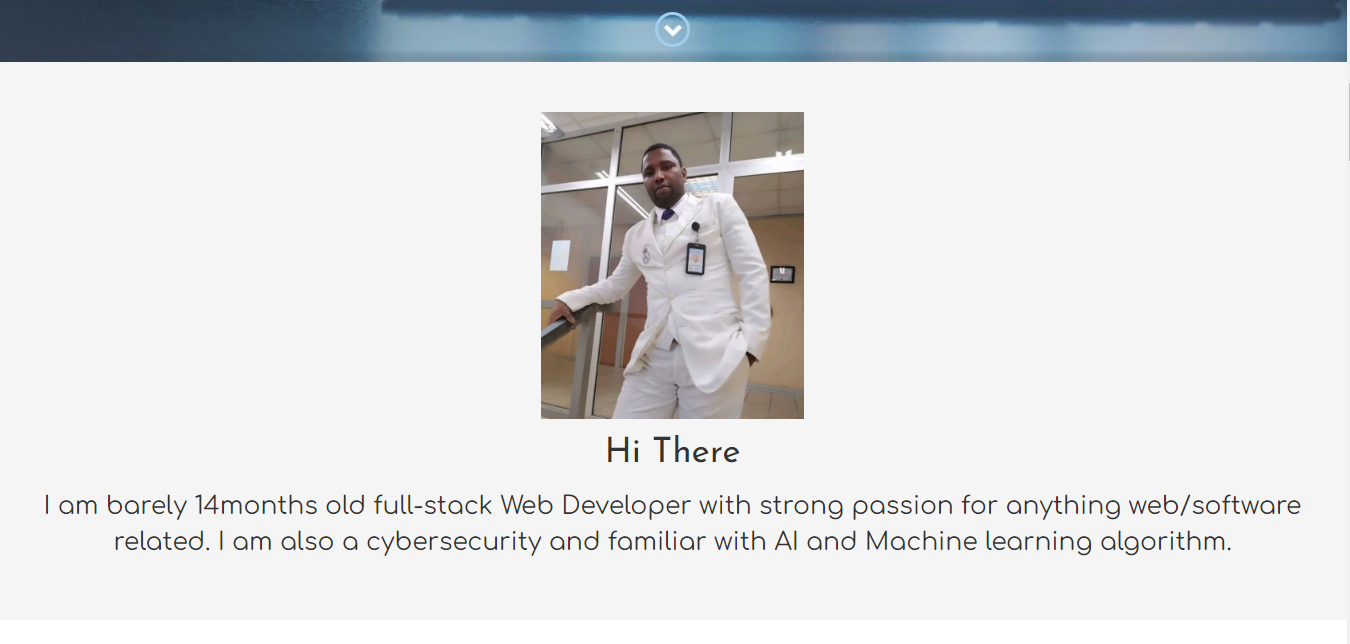 Hi There
I am barely 14months old full-stack Web Developer with strong passion for anything web/software
related. I am also a cybersecurity and familiar with AI and Machine learning algorithm.